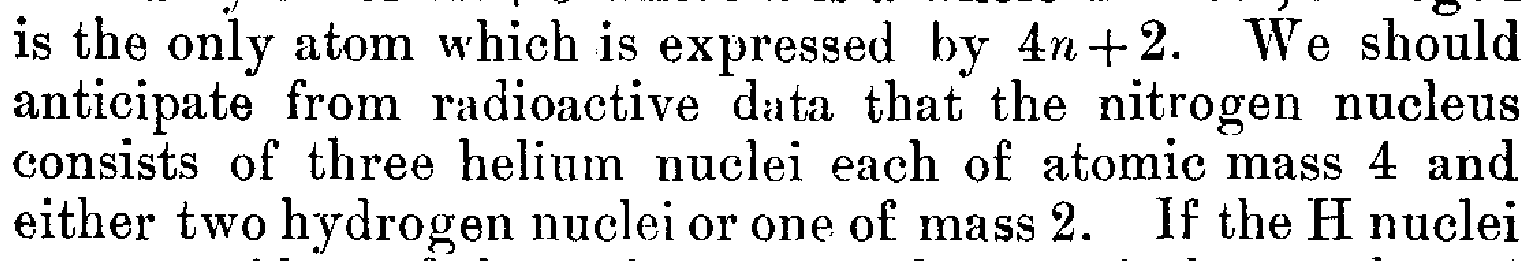 is the only atom which is expressed by 4n+2. We should
anticipate from radioactive data that the nitrogen nucleus
consists of three helium nuclei each of atomic mass 4 and
either two hydrogen nuclei or one of mass 2. If the H nuclei